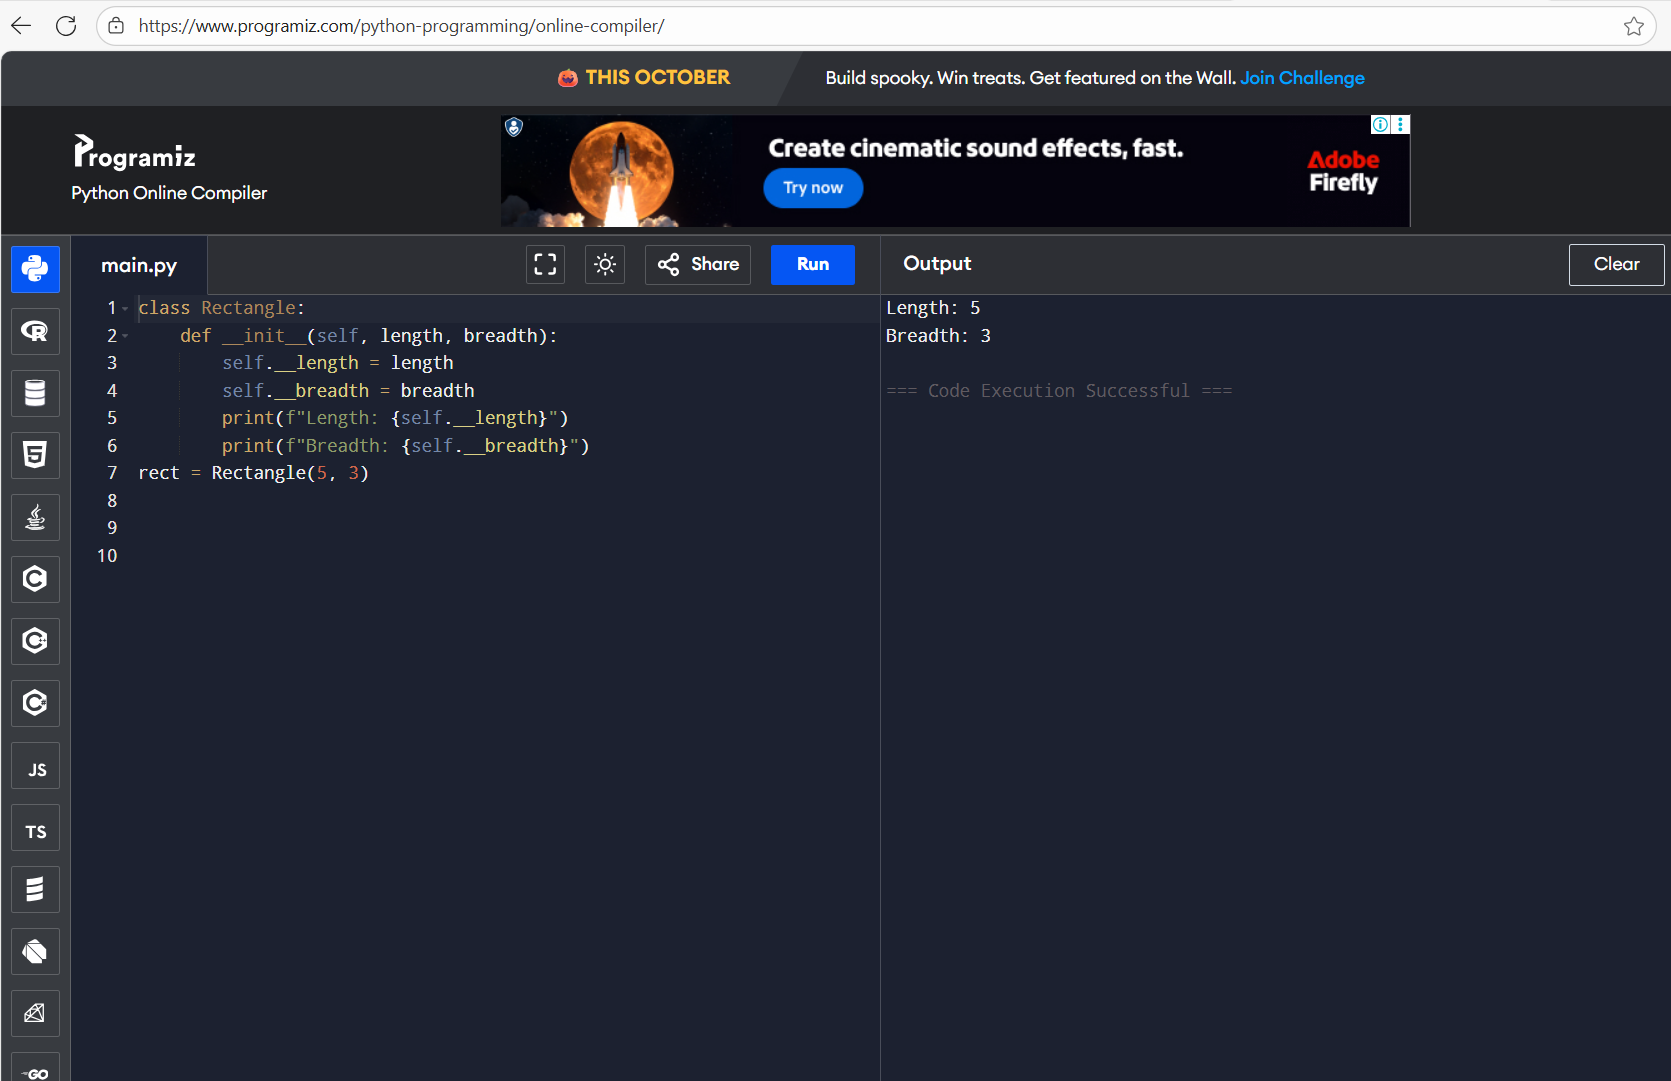 https://www.programiz.com/python-programming/online-compiler/
🎃 THIS OCTOBER
Build spooky. Win treats. Get featured on the Wall. Join Challenge
Programiz
Python Online Compiler
Create cinematic sound effects, fast.
Try now
Adobe
Firefly
main.py
Share
Run
Output
Clear
1 class Rectangle:
2     def __init__(self, length, breadth):
3         self.__length = length
4         self.__breadth = breadth
5         print(f"Length: {self.__length}")
6         print(f"Breadth: {self.__breadth}")
7 rect = Rectangle(5, 3)
8
9
10
Length: 5
Breadth: 3
=== Code Execution Successful ===
R
5
C
C++
C#
JS
TS
GO